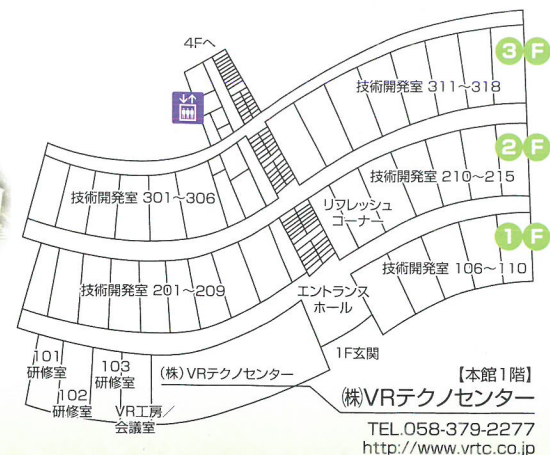 4Fへ
3F
技術開発室 311～318
2F
技術開発室 301～306
技術開発室 210～215
リフレッシュ
コーナー
1F
技術開発室 201～209
技術開発室 106～110
エントランス
ホール
1F玄関
101
研修室
102
研修室
103
研修室
VR工房／
会議室
（株）VRテクノセンター
【本館1階】
㈱VRテクノセンター
TEL.058-379-2277
http://www.vrtc.co.jp